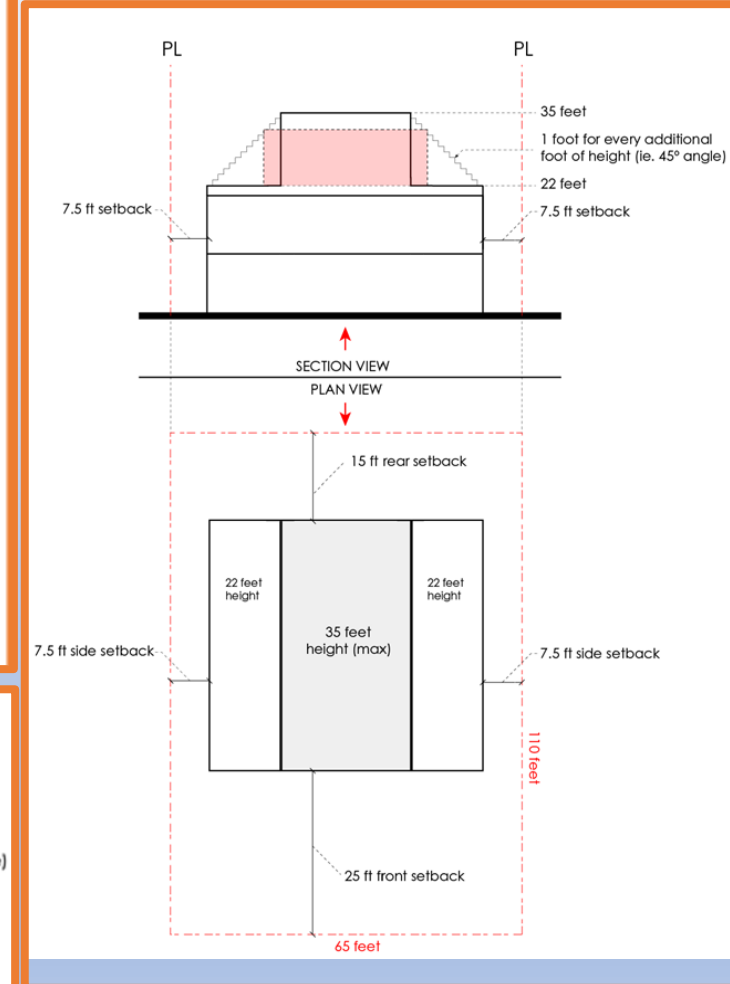 PL
PL
35 feet
1 foot for every additional
foot of height (ie. 45º angle)
22 feet
7.5 ft setback
7.5 ft setback
SECTION VIEW
PLAN VIEW
15 ft rear setback
22 feet
height
22 feet
height
35 feet
height (max)
7.5 ft side setback
7.5 ft side setback
110 feet
25 ft front setback
65 feet